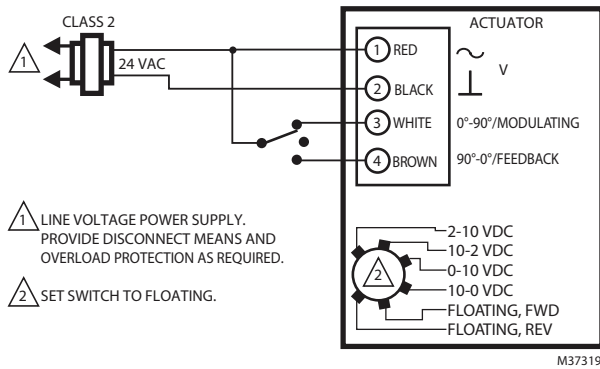 CLASS 2
24 VAC
1
ACTUATOR
1 RED
2 BLACK
V
3 WHITE 0°-90°/MODULATING
4 BROWN 90°-0°/FEEDBACK
1 LINE VOLTAGE POWER SUPPLY.
PROVIDE DISCONNECT MEANS AND
OVERLOAD PROTECTION AS REQUIRED.
2 SET SWITCH TO FLOATING.
2
2-10 VDC
10-2 VDC
0-10 VDC
10-0 VDC
FLOATING, FWD
FLOATING, REV
M37319